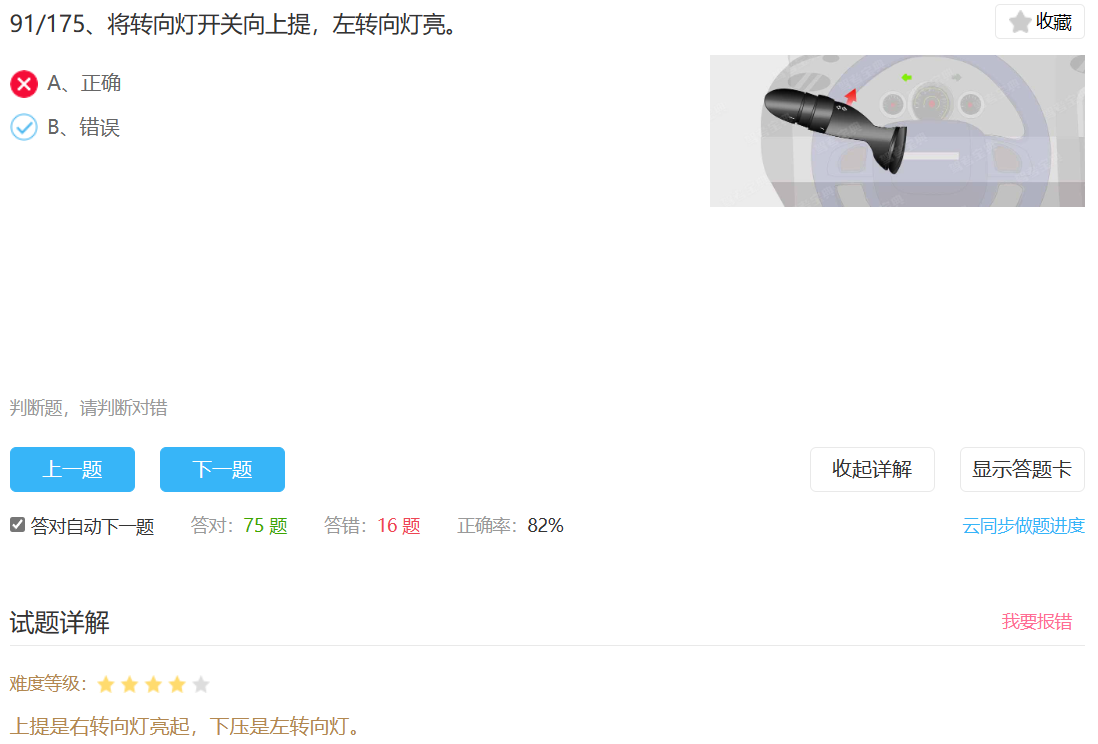 91/175、将转向灯开关向上提，左转向灯亮。
收藏
A、正确
B、错误
判断题，请判断对错
上一题 下一题 收起详解 显示答题卡
答对自动下一题 答对：75 题 答错：16 题 正确率：82% 云同步做题进度
试题详解 我要报错
难度等级：
上提是右转向灯亮起，下压是左转向灯。